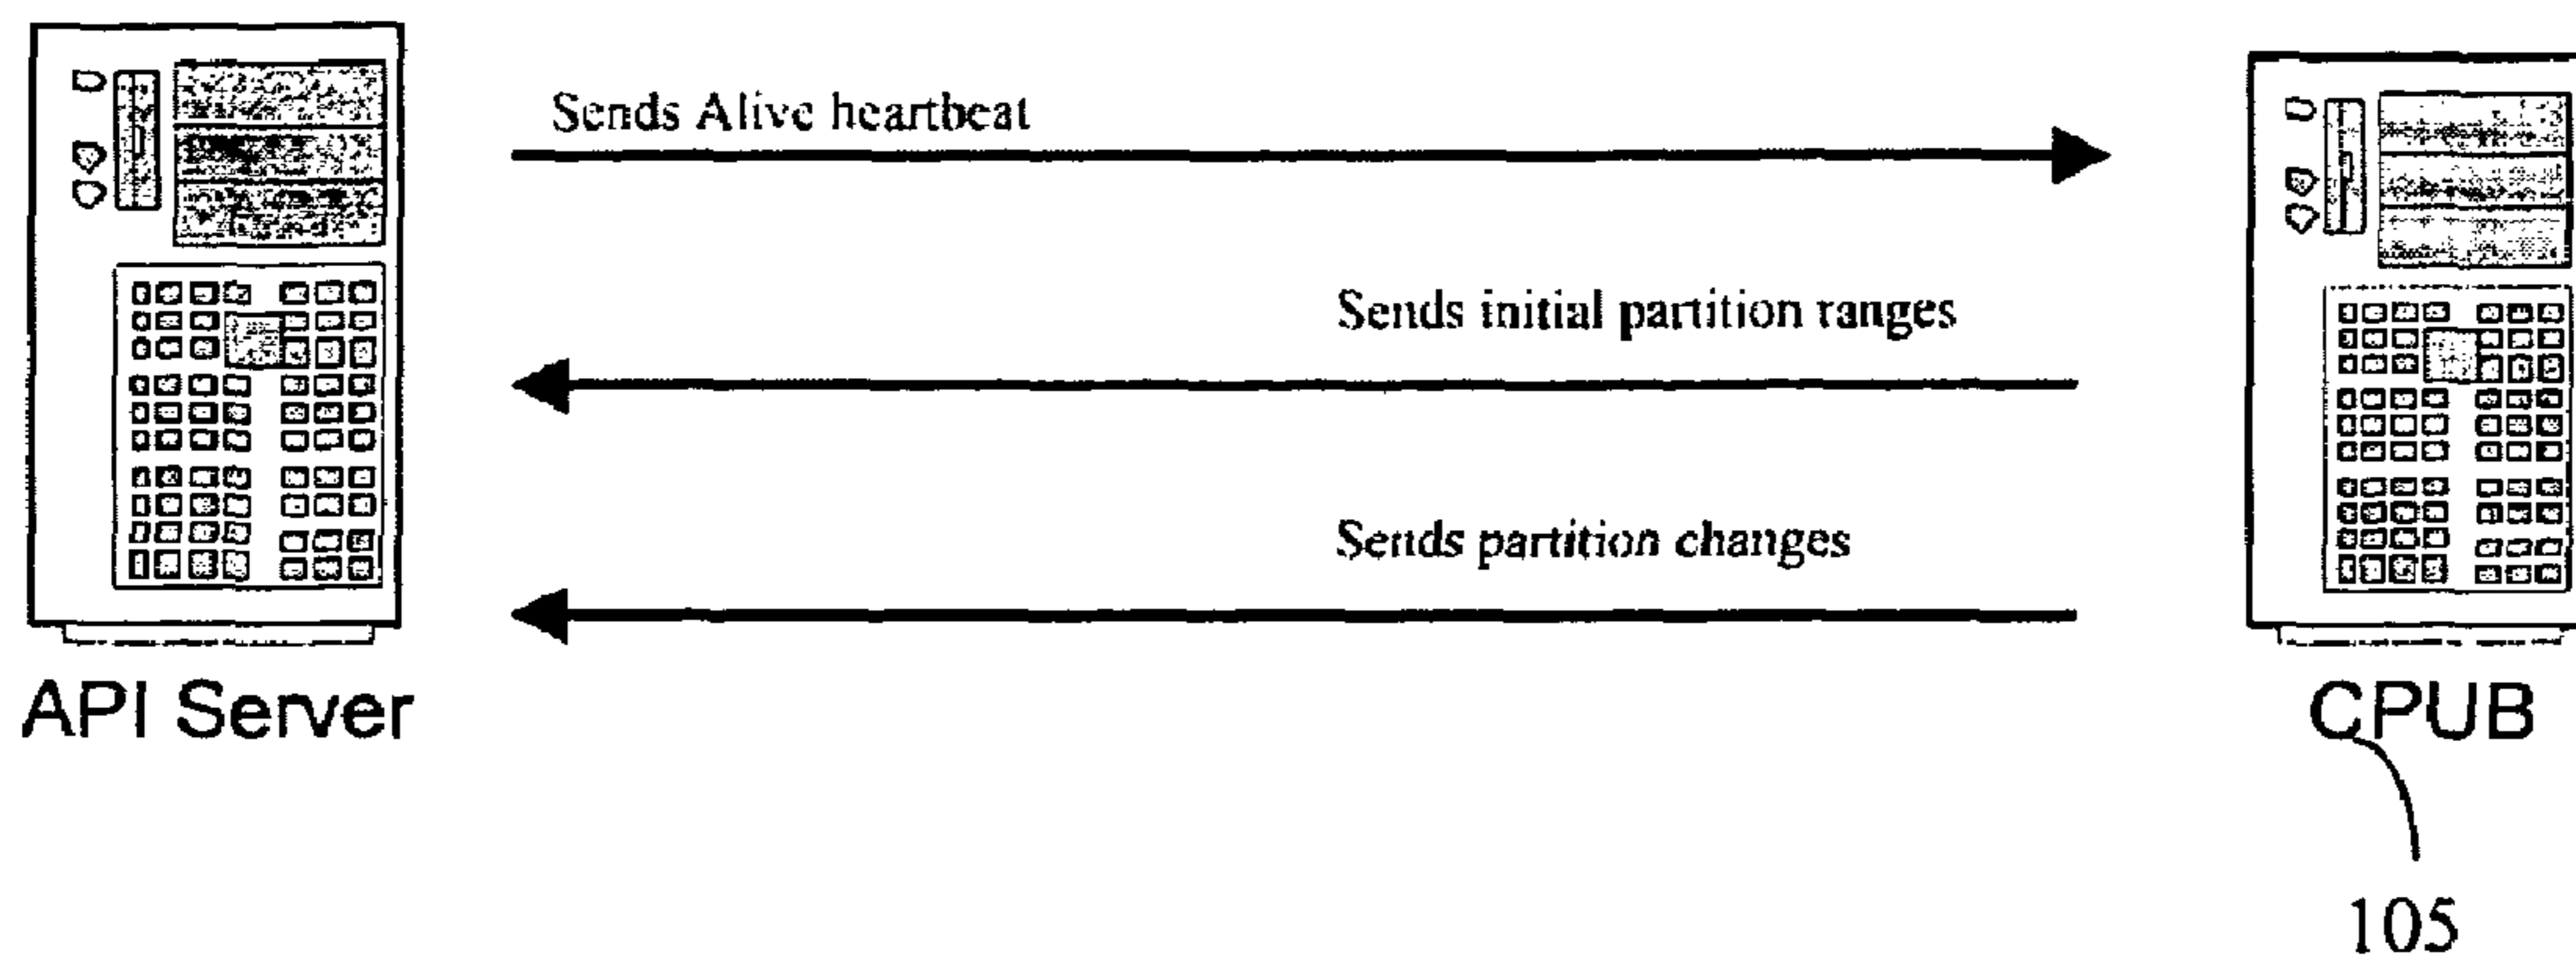 Sends Alive heartbeat
Sends initial partition ranges
Sends partition changes
API Server
CPUB
105